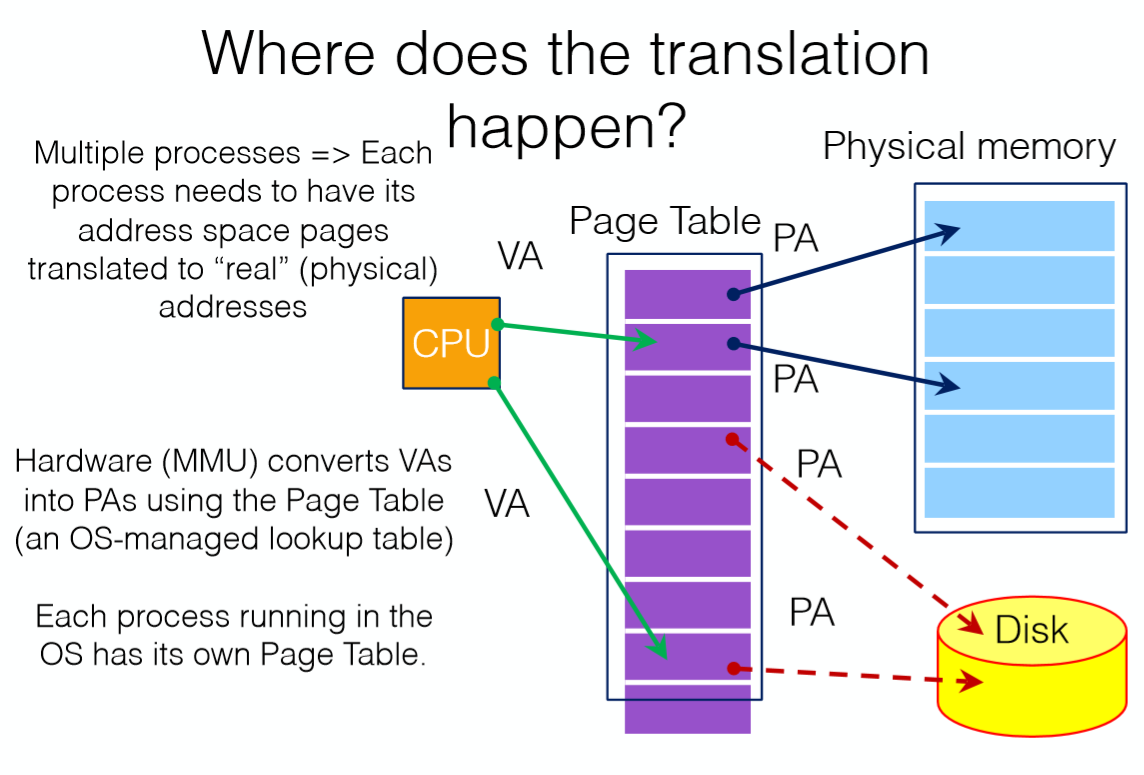 Where does the translation
happen?
Multiple processes => Each
process needs to have its
address space pages
translated to “real” (physical)
addresses
Physical memory
Page Table
VA
PA
CPU
PA
Hardware (MMU) converts VAs
into PAs using the Page Table
(an OS-managed lookup table)
VA
PA
Each process running in the
OS has its own Page Table.
PA
Disk